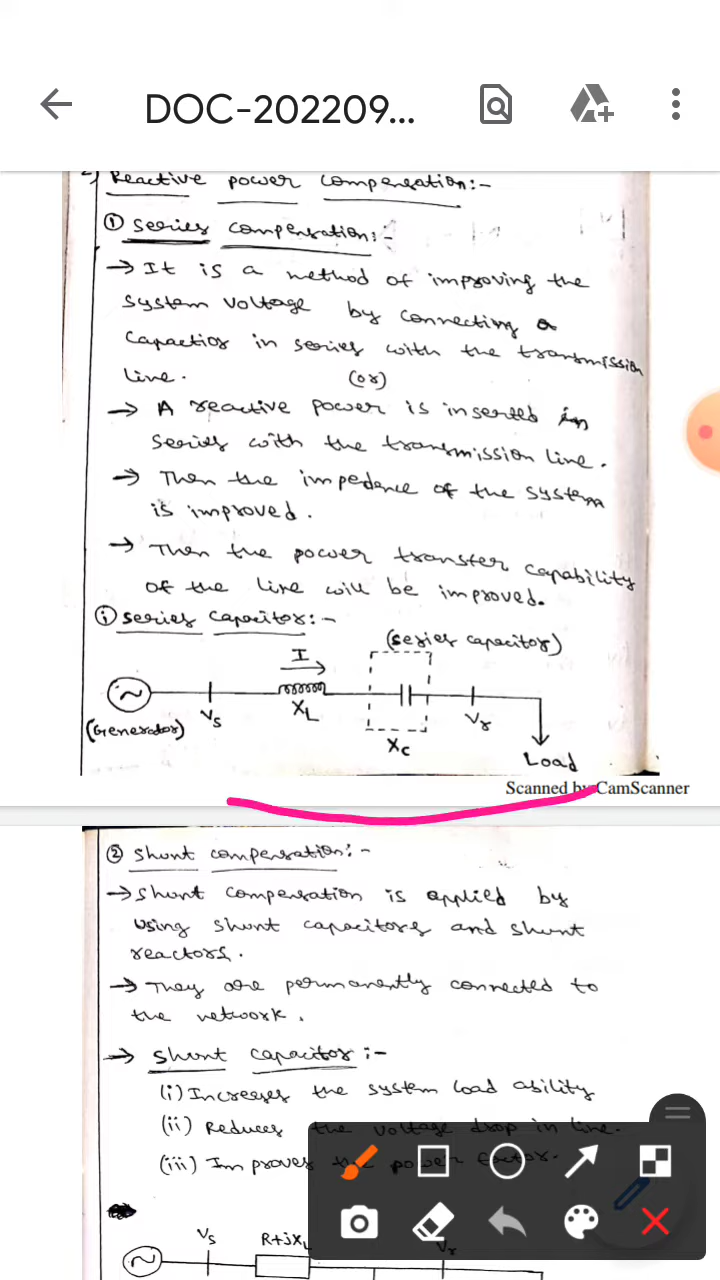 DOC-202209...
Reactive power compensation:-
① Series compensation:-
→ It is a method of improving the
system voltage by connecting a
capactior in series with the transmission
line. (or)
→ A reactive power is inserted in
series with the transmission line.
→ Then the impedence of the system
is improved.
→ Then the power transfer capability
of the line will be improved.
① series capacitor:-
(series capacitor)
I
(Generator) Vs XL Xc Vr
Load
Scanned by CamScanner
② Shunt compensation:-
→ Shunt compensation is applied by
using shunt capacitors and shunt
reactors.
→ They are permanently connected to
the network.
→ Shunt capacitor:-
(i) Increases the system load ability
(ii) Reduces the voltage drop in line.
(iii) Improves the power factor.
Vs R+jXL Vr